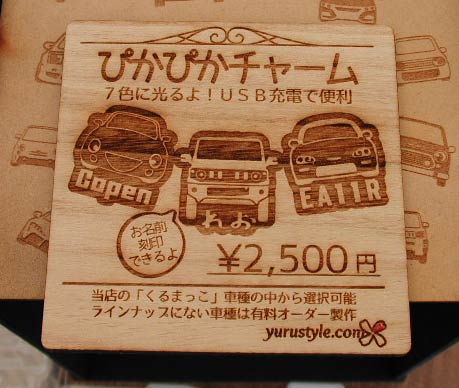 ぴかぴかチャーム
7色に光るよ！USB充電で便利
Copen
れお
EA11R
お名前
刻印
できるよ
¥2,500円
当店の「くるまっこ」車種の中から選択可能
ラインナップにない車種は有料オーダー製作
yurustyle.com